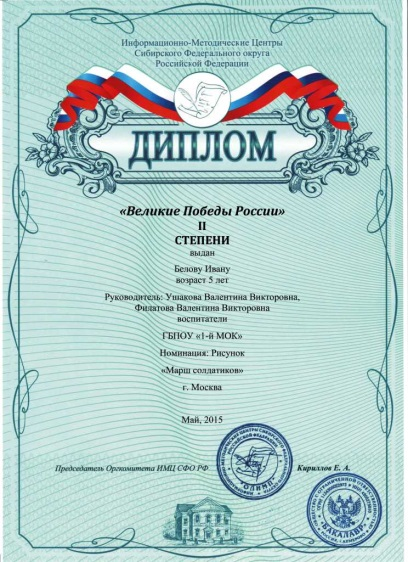 Информационно-Методические Центры
Сибирского Федерального округа
Российской Федерации
ДИПЛОМ
«Великие Победы России»
II
СТЕПЕНИ
выдан
Белову Ивану
возраст 5 лет
Руководитель: Ушакова Валентина Викторовна,
Филатова Валентина Викторовна
воспитатели
ГБПОУ «1-й МОК»
Номинация: Рисунок
«Марш солдатиков»
г. Москва
Май, 2015
Председатель Оргкомитета ИМЦ СФО РФ
Кириллов Е. А.
"ОЛИМП"
"БАКАЛАВР"